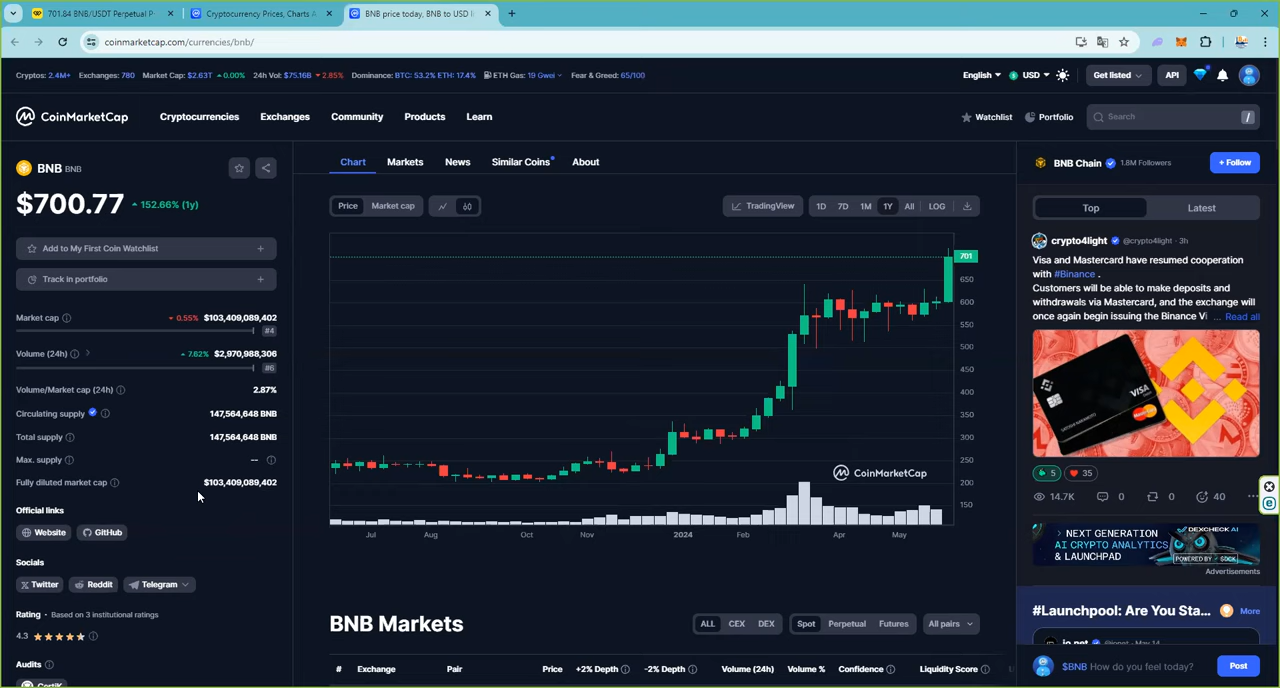 701.84 BNB/USDT Perpetual P
Cryptocurrency Prices, Charts A
BNB price today, BNB to USD l
coinmarketcap.com/currencies/bnb/
Cryptos: 2.4M+ Exchanges: 780 Market Cap: $2.63T 0.00% 24h Vol: $75.16B 2.85% Dominance: BTC: 53.2% ETH: 17.4% ETH Gas: 19 Gwei Fear & Greed: 65/100
English USD Get listed API
CoinMarketCap Cryptocurrencies Exchanges Community Products Learn
Watchlist Portfolio Search /
BNB BNB
$700.77 152.66% (1y)
Add to My First Coin Watchlist +
Track in portfolio +
Market cap 0.55% $103,409,089,402
#4
Volume (24h) 7.62% $2,970,988,306
#6
Volume/Market cap (24h) 2.87%
Circulating supply 147,564,648 BNB
Total supply 147,564,648 BNB
Max. supply --
Fully diluted market cap $103,409,089,402
Official links
Website GitHub
Socials
Twitter Reddit Telegram
Rating · Based on 3 institutional ratings
4.3
Audits
CertiK
Chart Markets News Similar Coins About
Price Market cap
TradingView 1D 7D 1M 1Y All LOG
701
650
600
550
500
450
400
350
300
250
200
150
CoinMarketCap
Jul Aug Oct Nov 2024 Feb Apr May
BNB Markets
ALL CEX DEX Spot Perpetual Futures All pairs
# Exchange Pair Price +2% Depth -2% Depth Volume (24h) Volume % Confidence Liquidity Score
BNB Chain 1.8M Followers + Follow
Top Latest
crypto4light @crypto4light · 3h
Visa and Mastercard have resumed cooperation
with #Binance .
Customers will be able to make deposits and
withdrawals via Mastercard, and the exchange will
once again begin issuing the Binance Vi ... Read all
VISA
SATOSHI NAKAMOTO
5 35
14.7K 0 0 40
NEXT GENERATION
AI CRYPTO ANALYTICS
& LAUNCHPAD
DEXCHECK AI
POWERED BY $DCK
Advertisements
#Launchpool: Are You Sta... More
io.net @ionet · May 14
$BNB How do you feel today? Post